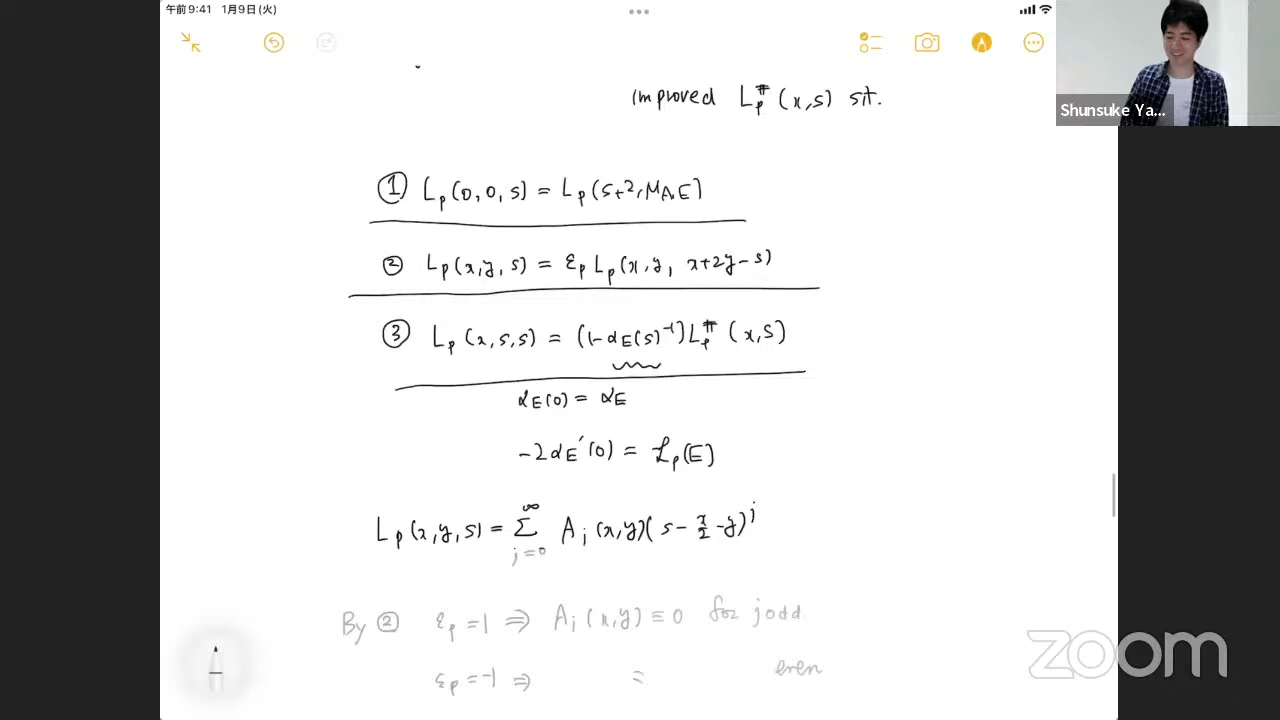 午前9:41 1月9日(火)
improved L_p^#(x,s) s.t.
Shunsuke Ya...
① L_p(0,0,s) = L_p(s+2, M_{A,E})
② L_p(x,y,s) = ε_p L_p(x,y, x+2y-s)
③ L_p(x,s,s) = (1-α_E(s)^{-1}) L_p^#(x,s)
α_E(0) = α_E
-2α_E'(0) = ℒ_p(E)
L_p(x,y,s) = Σ_{j=0}^∞ A_j(x,y)(s - x/2 - y)^j
By ② ε_p = 1 ⇒ A_j(x,y) ≡ 0 for j odd
ε_p = -1 ⇒ = even
zoom